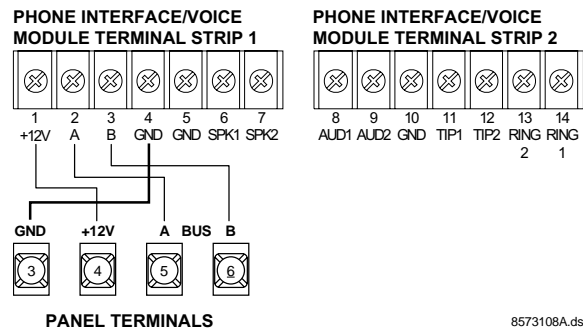 PHONE INTERFACE/VOICE
MODULE TERMINAL STRIP 1
1 2 3 4 5 6 7
+12V A B GND GND SPK1 SPK2
PHONE INTERFACE/VOICE
MODULE TERMINAL STRIP 2
8 9 10 11 12 13 14
AUD1 AUD2 GND TIP1 TIP2 RING RING
2 1
GND +12V A BUS B
3 4 5 6
PANEL TERMINALS
8573108A.ds